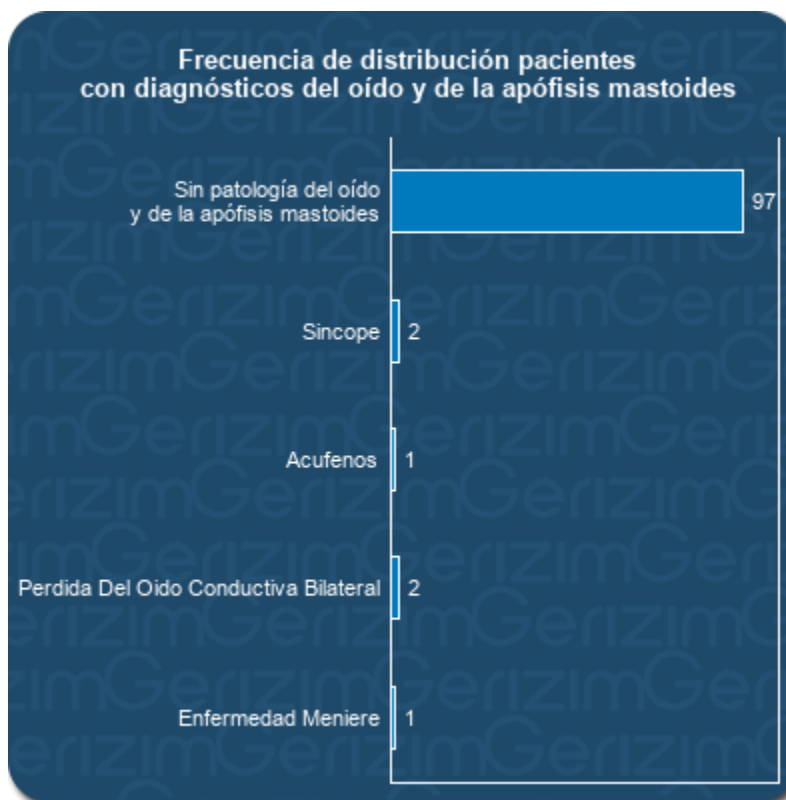 Frecuencia de distribución pacientes
con diagnósticos del oído y de la apófisis mastoides
Sin patología del oído
y de la apófisis mastoides
97
Sincope
2
Acufenos
1
Perdida Del Oido Conductiva Bilateral
2
Enfermedad Meniere
1